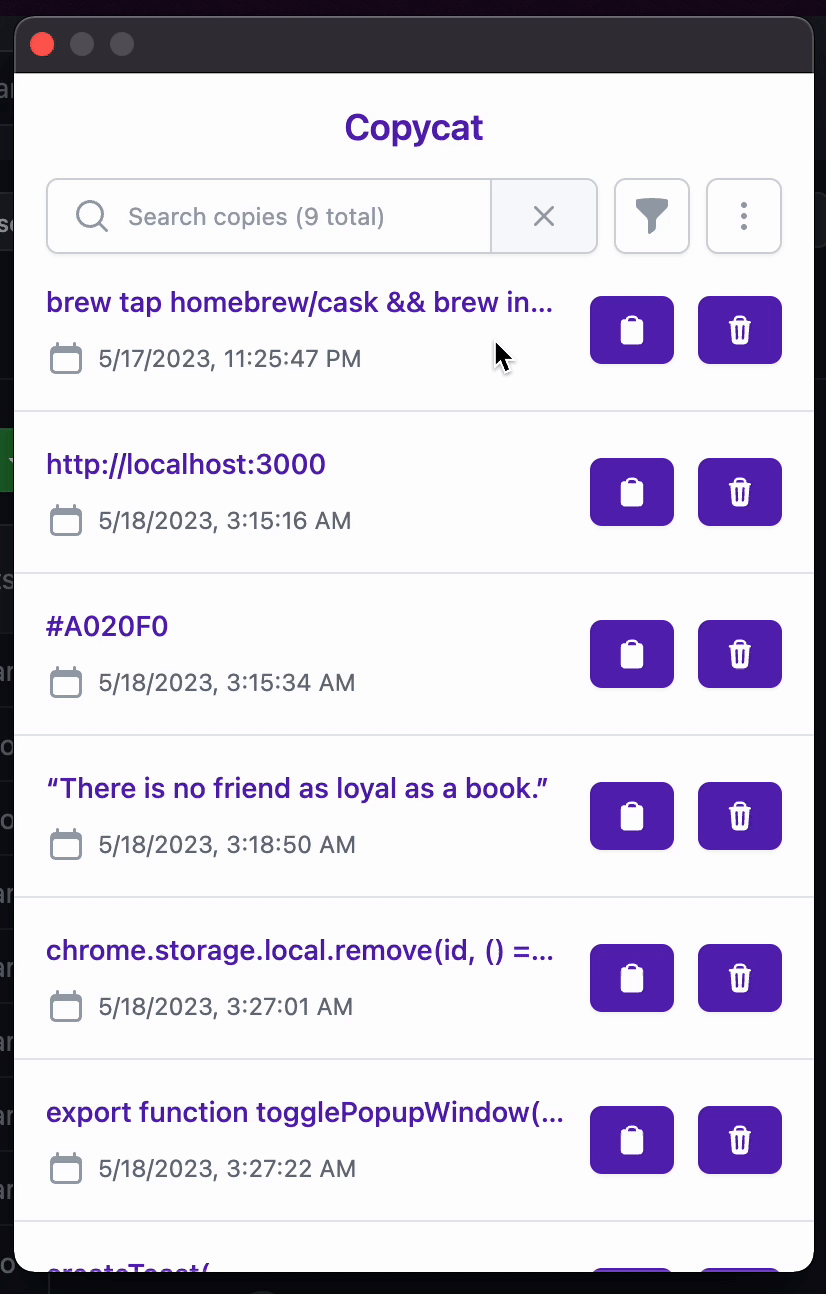 Copycat
Search copies (9 total)
brew tap homebrew/cask && brew in...
5/17/2023, 11:25:47 PM
http://localhost:3000
5/18/2023, 3:15:16 AM
#A020F0
5/18/2023, 3:15:34 AM
“There is no friend as loyal as a book.”
5/18/2023, 3:18:50 AM
chrome.storage.local.remove(id, () =...
5/18/2023, 3:27:01 AM
export function togglePopupWindow(...
5/18/2023, 3:27:22 AM
createToast(